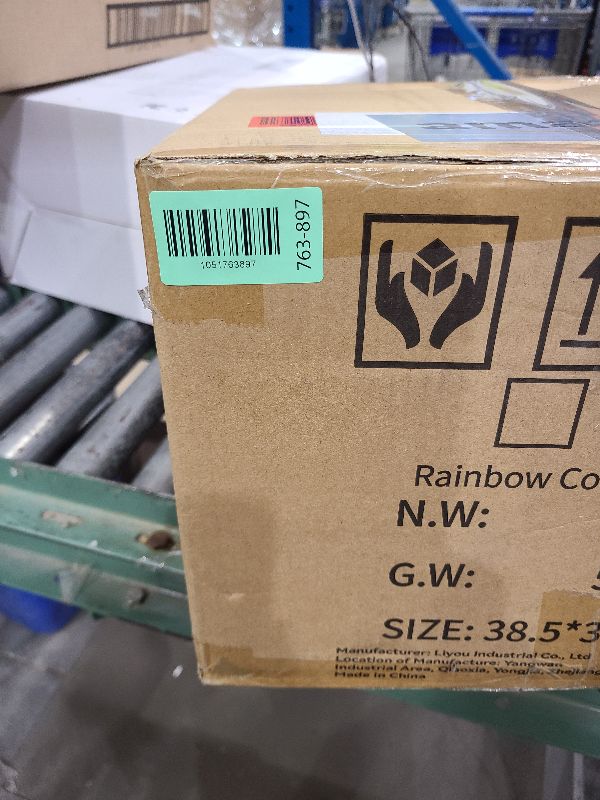 1051763897
763-897
Rainbow Co
N.W:
G.W:
SIZE: 38.5*3
Manufacturer: Liyou Industrial Co., Ltd
Location of Manufacture: Yangwan
Industrial Area, Qiaoxia, Yongjia, Zhejiang
Made in China